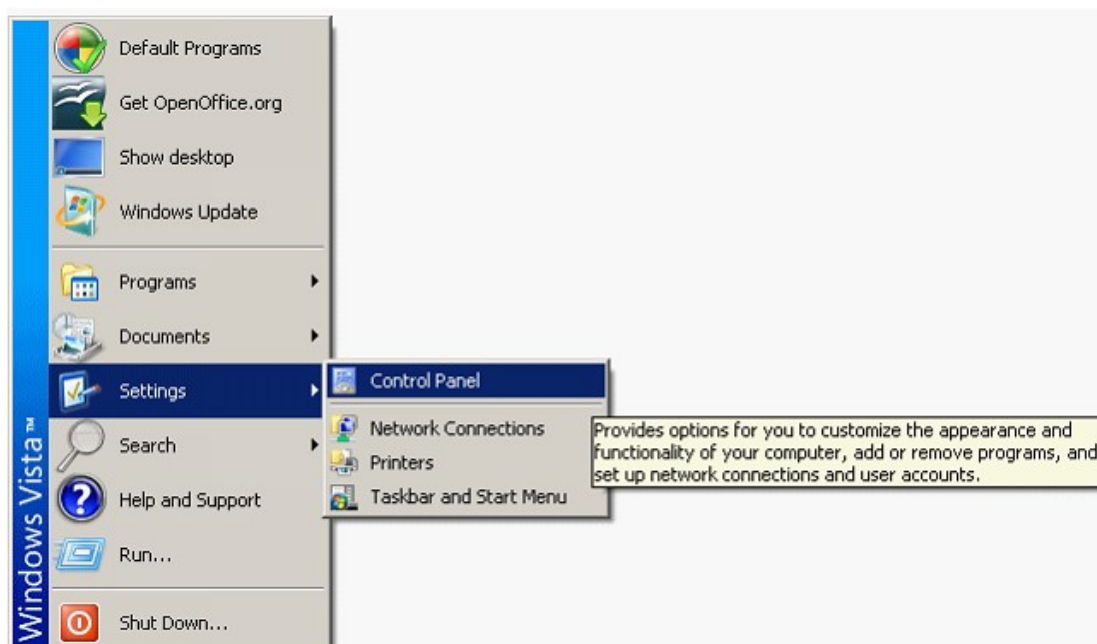 Default Programs
Get OpenOffice.org
Show desktop
Windows Update
Programs
Documents
Settings
Search
Help and Support
Run...
Shut Down...
Windows Vista™
Control Panel
Network Connections
Printers
Taskbar and Start Menu
Provides options for you to customize the appearance and
functionality of your computer, add or remove programs, and
set up network connections and user accounts.